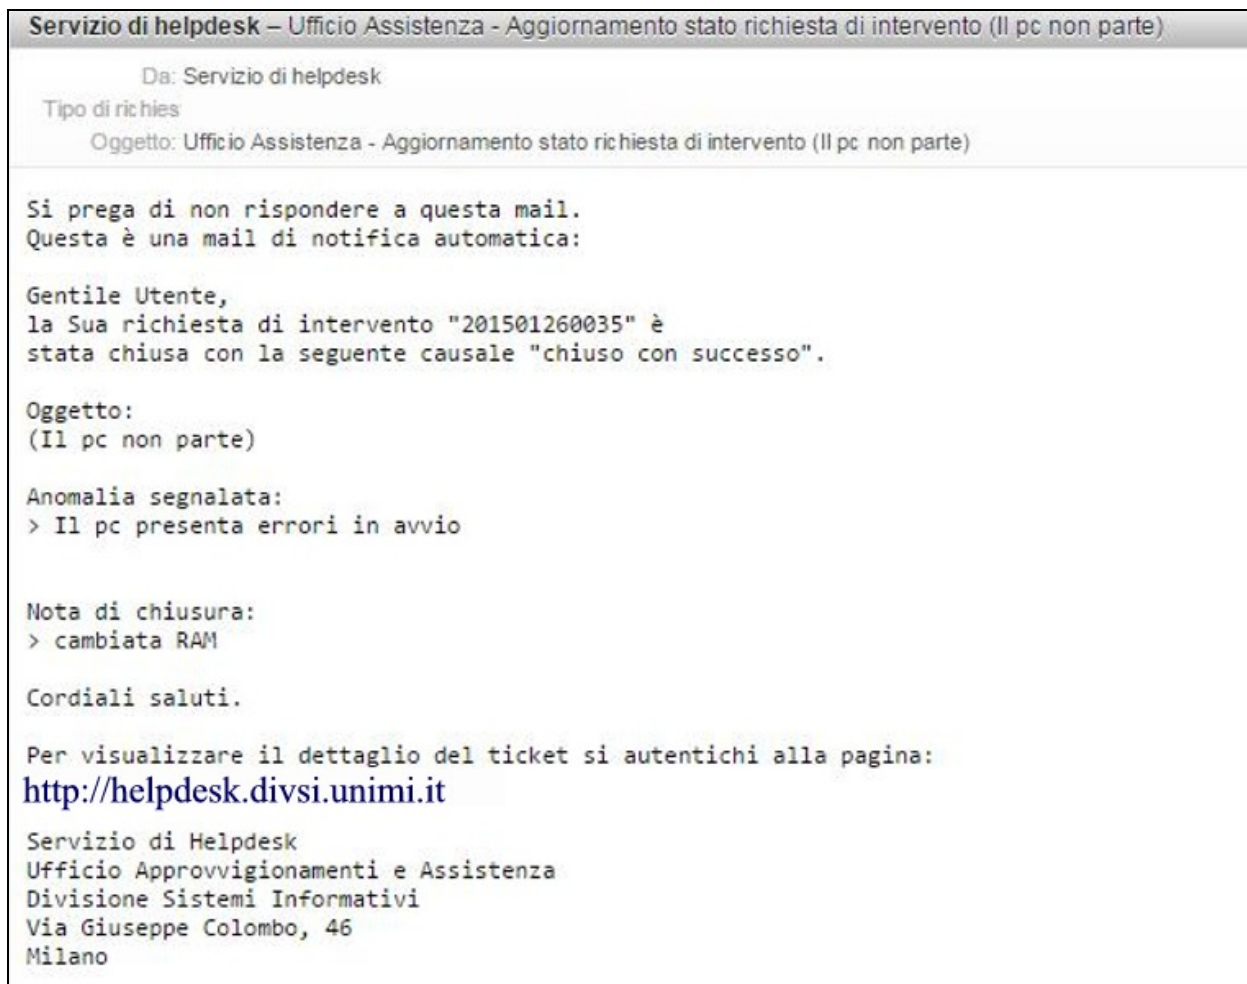 Servizio di helpdesk – Ufficio Assistenza - Aggiornamento stato richiesta di intervento (Il pc non parte)
Da: Servizio di helpdesk
Tipo di richies
Oggetto: Ufficio Assistenza - Aggiornamento stato richiesta di intervento (Il pc non parte)
Si prega di non rispondere a questa mail.
Questa è una mail di notifica automatica:
Gentile Utente,
la Sua richiesta di intervento "201501260035" è
stata chiusa con la seguente causale "chiuso con successo".
Oggetto:
(Il pc non parte)
Anomalia segnalata:
> Il pc presenta errori in avvio
Nota di chiusura:
> cambiata RAM
Cordiali saluti.
Per visualizzare il dettaglio del ticket si autentichi alla pagina:
http://helpdesk.divsi.unimi.it
Servizio di Helpdesk
Ufficio Approvvigionamenti e Assistenza
Divisione Sistemi Informativi
Via Giuseppe Colombo, 46
Milano